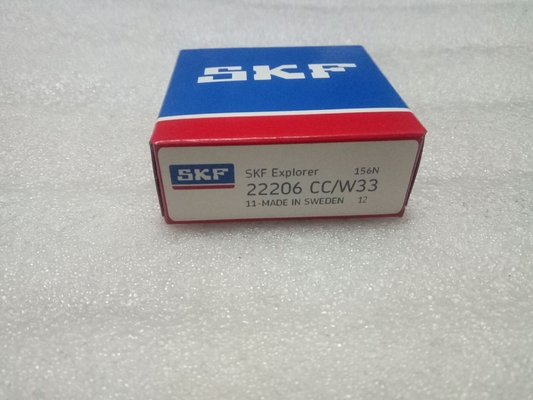 SKF
SKF
SKF Explorer 156N
22206 CC/W33
11-MADE IN SWEDEN 12